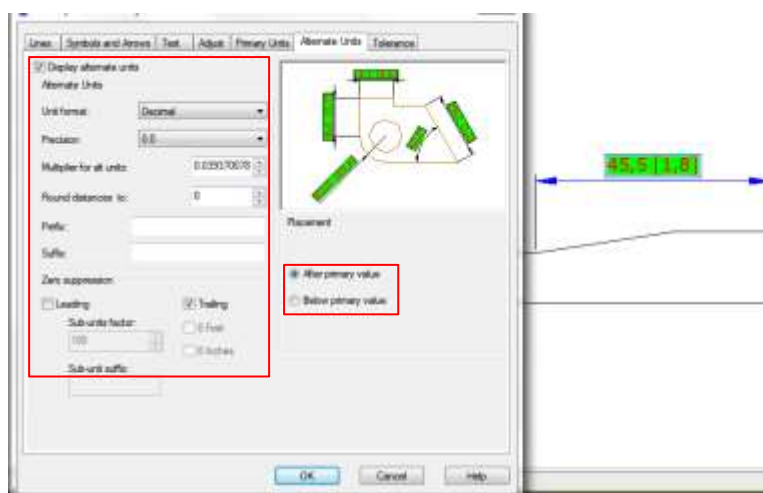 Lines Symbols and Arrows Text Adjust Primary Units Alternate Units Tolerance
Display alternate units
Alternate Units
Unit format: Decimal
Precision: 0.0
Multiplier for alt units:
Round distances to: 0
Prefix:
Suffix:
Zero suppression
Leading Trailing
Sub-units factor 0 Feet
100 0 Inches
Sub-unit suffix
Placement
After primary value
Below primary value
OK Cancel Help
45,5 [1,8]